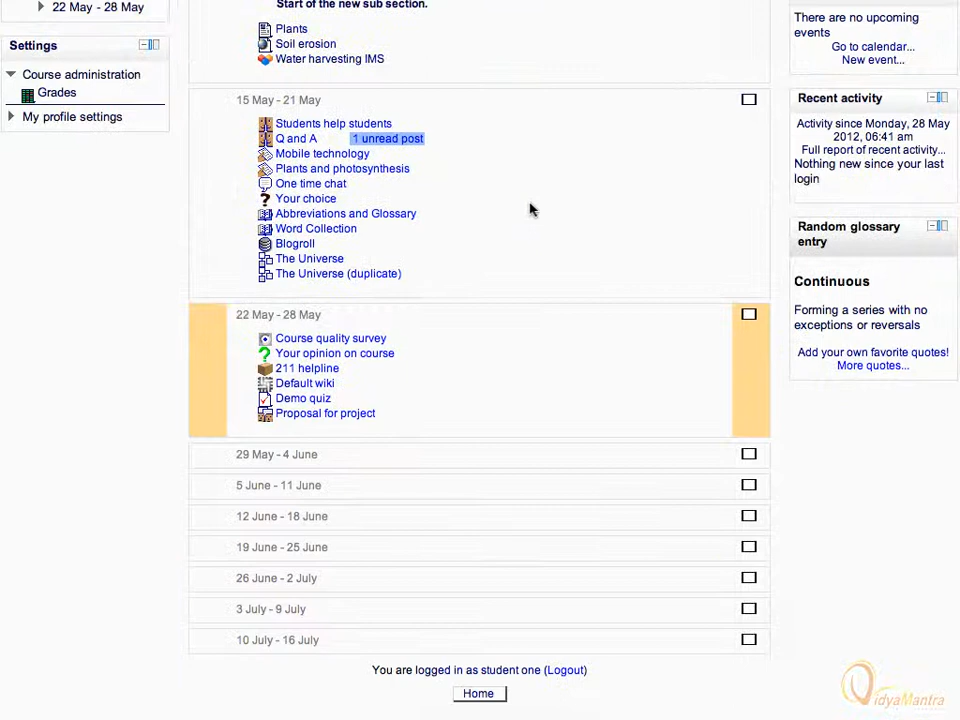 22 May - 28 May
Settings
Course administration
Grades
My profile settings
Start of the new sub section.
Plants
Soil erosion
Water harvesting IMS
15 May - 21 May
Students help students
Q and A 1 unread post
Mobile technology
Plants and photosynthesis
One time chat
Your choice
Abbreviations and Glossary
Word Collection
Blogroll
The Universe
The Universe (duplicate)
22 May - 28 May
Course quality survey
Your opinion on course
211 helpline
Default wiki
Demo quiz
Proposal for project
29 May - 4 June
5 June - 11 June
12 June - 18 June
19 June - 25 June
26 June - 2 July
3 July - 9 July
10 July - 16 July
You are logged in as student one (Logout)
Home
There are no upcoming
events
Go to calendar...
New event...
Recent activity
Activity since Monday, 28 May
2012, 06:41 am
Full report of recent activity...
Nothing new since your last
login
Random glossary
entry
Continuous
Forming a series with no
exceptions or reversals
Add your own favorite quotes!
More quotes...
VidyaMantra